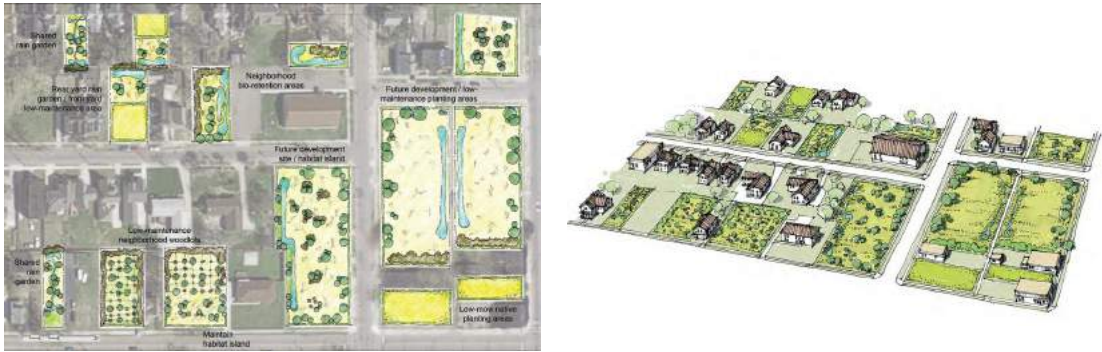 Shared
rain garden
Rear yard rain
garden / front yard
low-maintenance area
Neighborhood
bio-retention areas
Future development / low-
maintenance planting areas
Future development
site / habitat island
Low-maintenance
neighborhood woodlots
Shared
rain
garden
Maintain
habitat island
Low-mow native
planting areas